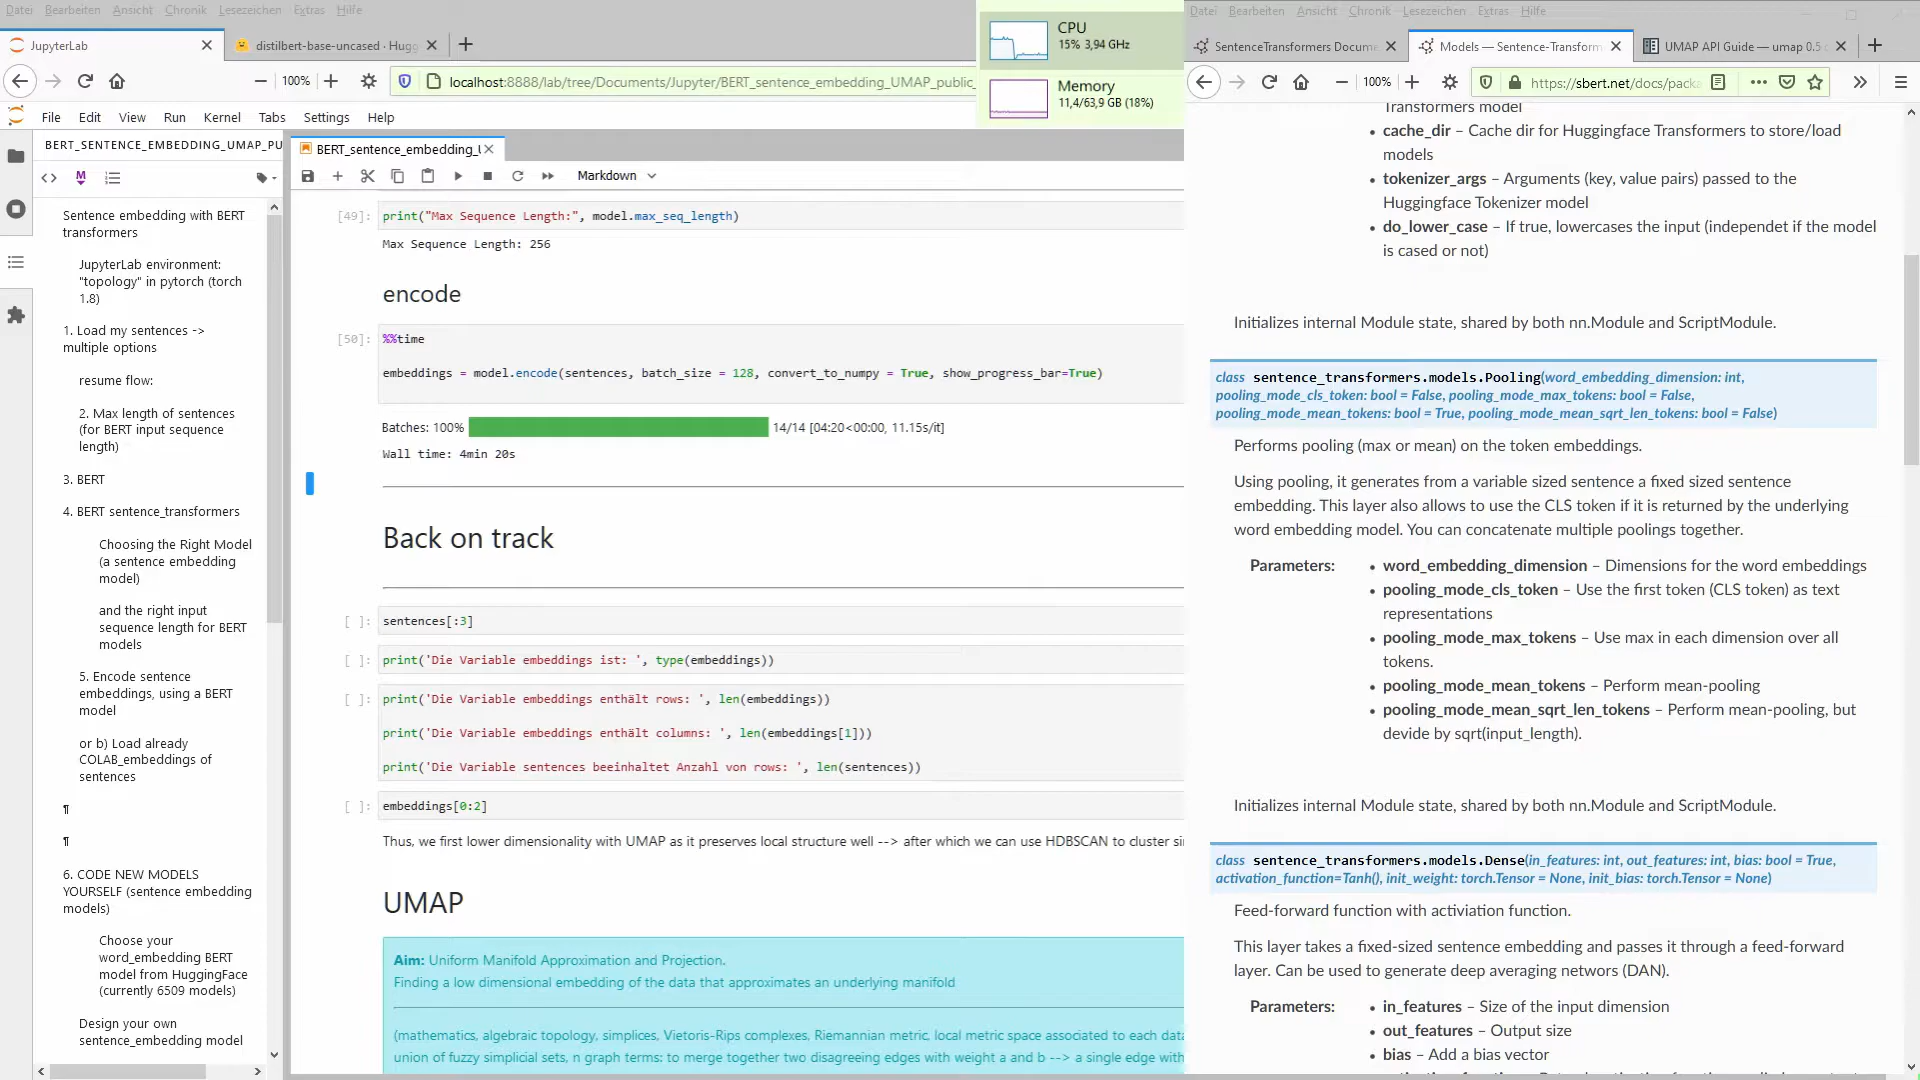 Datei Bearbeiten Ansicht Chronik Lesezeichen Extras Hilfe
JupyterLab
distilbert-base-uncased · Hugg
CPU
15% 3,94 GHz
Memory
11,4/63,9 GB (18%)
100%
localhost:8888/lab/tree/Documents/Jupyter/BERT_sentence_embedding_UMAP_public_
File Edit View Run Kernel Tabs Settings Help
BERT_SENTENCE_EMBEDDING_UMAP_PU
Sentence embedding with BERT
transformers
JupyterLab environment:
"topology" in pytorch (torch
1.8)
1. Load my sentences ->
multiple options
resume flow:
2. Max length of sentences
(for BERT input sequence
length)
3. BERT
4. BERT sentence_transformers
Choosing the Right Model
(a sentence embedding
model)
and the right input
sequence length for BERT
models
5. Encode sentence
embeddings, using a BERT
model
or b) Load already
COLAB_embeddings of
sentences
¶
¶
6. CODE NEW MODELS
YOURSELF (sentence embedding
models)
Choose your
word_embedding BERT
model from HuggingFace
(currently 6509 models)
Design your own
sentence_embedding model
BERT_sentence_embedding_U
Markdown
[49]: print("Max Sequence Length:", model.max_seq_length)
Max Sequence Length: 256
encode
[50]: %%time
embeddings = model.encode(sentences, batch_size = 128, convert_to_numpy = True, show_progress_bar=True)
Batches: 100% 14/14 [04:20<00:00, 11.15s/it]
Wall time: 4min 20s
Back on track
[ ]: sentences[:3]
[ ]: print('Die Variable embeddings ist: ', type(embeddings))
[ ]: print('Die Variable embeddings enthält rows: ', len(embeddings))
print('Die Variable embeddings enthält columns: ', len(embeddings[1]))
print('Die Variable sentences beeinhaltet Anzahl von rows: ', len(sentences))
[ ]: embeddings[0:2]
Thus, we first lower dimensionality with UMAP as it preserves local structure well --> after which we can use HDBSCAN to cluster si
UMAP
Aim: Uniform Manifold Approximation and Projection.
Finding a low dimensional embedding of the data that approximates an underlying manifold
(mathematics, algebraic topology, simplices, Vietoris-Rips complexes, Riemannian metric, local metric space associated to each data
union of fuzzy simplicial sets, n graph terms: to merge together two disagreeing edges with weight a and b --> a single edge with
Datei Bearbeiten Ansicht Chronik Lesezeichen Extras Hilfe
SentenceTransformers Docume
Models — Sentence-Transform
UMAP API Guide — umap 0.5
100%
https://sbert.net/docs/packa
Transformers model
• cache_dir – Cache dir for Huggingface Transformers to store/load
models
• tokenizer_args – Arguments (key, value pairs) passed to the
Huggingface Tokenizer model
• do_lower_case – If true, lowercases the input (independet if the model
is cased or not)
Initializes internal Module state, shared by both nn.Module and ScriptModule.
class sentence_transformers.models.Pooling(word_embedding_dimension: int,
pooling_mode_cls_token: bool = False, pooling_mode_max_tokens: bool = False,
pooling_mode_mean_tokens: bool = True, pooling_mode_mean_sqrt_len_tokens: bool = False)
Performs pooling (max or mean) on the token embeddings.
Using pooling, it generates from a variable sized sentence a fixed sized sentence
embedding. This layer also allows to use the CLS token if it is returned by the underlying
word embedding model. You can concatenate multiple poolings together.
Parameters: • word_embedding_dimension – Dimensions for the word embeddings
• pooling_mode_cls_token – Use the first token (CLS token) as text
representations
• pooling_mode_max_tokens – Use max in each dimension over all
tokens.
• pooling_mode_mean_tokens – Perform mean-pooling
• pooling_mode_mean_sqrt_len_tokens – Perform mean-pooling, but
devide by sqrt(input_length).
Initializes internal Module state, shared by both nn.Module and ScriptModule.
class sentence_transformers.models.Dense(in_features: int, out_features: int, bias: bool = True,
activation_function=Tanh(), init_weight: torch.Tensor = None, init_bias: torch.Tensor = None)
Feed-forward function with activiation function.
This layer takes a fixed-sized sentence embedding and passes it through a feed-forward
layer. Can be used to generate deep averaging networs (DAN).
Parameters: • in_features – Size of the input dimension
• out_features – Output size
• bias – Add a bias vector